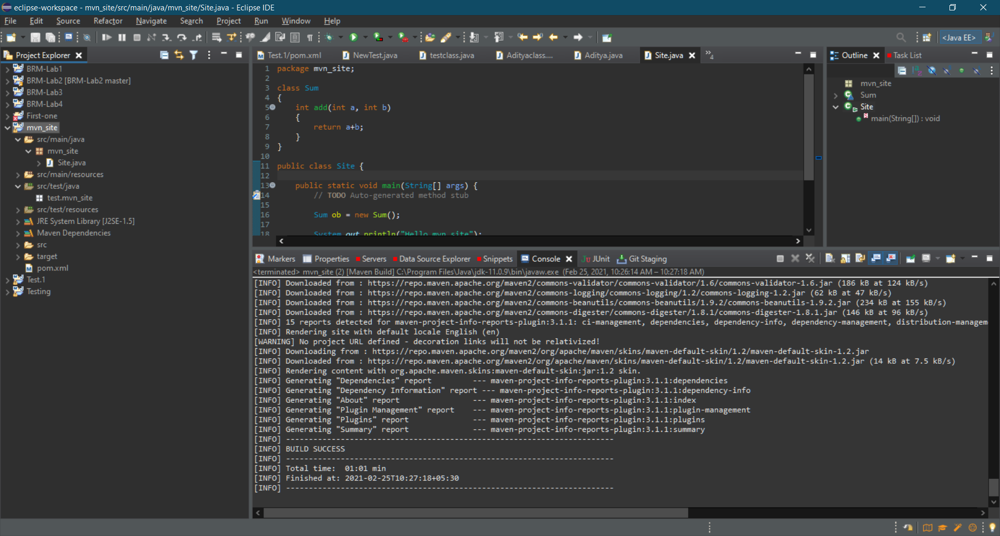 eclipse-workspace - mvn_site/src/main/java/mvn_site/Site.java - Eclipse IDE
File Edit Source Refactor Navigate Search Project Run Window Help
<Java EE>
Project Explorer
BRM-Lab1
BRM-Lab2 [BRM-Lab2 master]
BRM-Lab3
BRM-Lab4
First-one
mvn_site
src/main/java
mvn_site
Site.java
src/main/resources
src/test/java
test.mvn_site
src/test/resources
JRE System Library [J2SE-1.5]
Maven Dependencies
src
target
pom.xml
Test.1
Testing
Test.1/pom.xml NewTest.java testclass.java Adityaclass.... Aditya.java Site.java »4
1 package mvn_site;
2
3 class Sum
4 {
5 int add(int a, int b)
6 {
7 return a+b;
8 }
9 }
10
11 public class Site {
12
13 public static void main(String[] args) {
14 // TODO Auto-generated method stub
15
16 Sum ob = new Sum();
17
18 System.out.println("Hello mvn site");
Outline Task List
mvn_site
Sum
Site
main(String[]) : void
Markers Properties Servers Data Source Explorer Snippets Console JUnit Git Staging
<terminated> mvn_site (2) [Maven Build] C:\Program Files\Java\jdk-11.0.9\bin\javaw.exe (Feb 25, 2021, 10:26:14 AM – 10:27:18 AM)
[INFO] Downloaded from : https://repo.maven.apache.org/maven2/commons-validator/commons-validator/1.6/commons-validator-1.6.jar (186 kB at 124 kB/s)
[INFO] Downloaded from : https://repo.maven.apache.org/maven2/commons-logging/commons-logging/1.2/commons-logging-1.2.jar (62 kB at 47 kB/s)
[INFO] Downloaded from : https://repo.maven.apache.org/maven2/commons-beanutils/commons-beanutils/1.9.2/commons-beanutils-1.9.2.jar (234 kB at 155 kB/s)
[INFO] Downloaded from : https://repo.maven.apache.org/maven2/commons-digester/commons-digester/1.8.1/commons-digester-1.8.1.jar (146 kB at 96 kB/s)
[INFO] 15 reports detected for maven-project-info-reports-plugin:3.1.1: ci-management, dependencies, dependency-info, dependency-management, distribution-managem
[INFO] Rendering site with default locale English (en)
[WARNING] No project URL defined - decoration links will not be relativized!
[INFO] Downloading from : https://repo.maven.apache.org/maven2/org/apache/maven/skins/maven-default-skin/1.2/maven-default-skin-1.2.jar
[INFO] Downloaded from : https://repo.maven.apache.org/maven2/org/apache/maven/skins/maven-default-skin/1.2/maven-default-skin-1.2.jar (14 kB at 7.5 kB/s)
[INFO] Rendering content with org.apache.maven.skins:maven-default-skin:jar:1.2 skin.
[INFO] Generating "Dependencies" report --- maven-project-info-reports-plugin:3.1.1:dependencies
[INFO] Generating "Dependency Information" report --- maven-project-info-reports-plugin:3.1.1:dependency-info
[INFO] Generating "About" report --- maven-project-info-reports-plugin:3.1.1:index
[INFO] Generating "Plugin Management" report --- maven-project-info-reports-plugin:3.1.1:plugin-management
[INFO] Generating "Plugins" report --- maven-project-info-reports-plugin:3.1.1:plugins
[INFO] Generating "Summary" report --- maven-project-info-reports-plugin:3.1.1:summary
[INFO] ------------------------------------------------------------------------
[INFO] BUILD SUCCESS
[INFO] ------------------------------------------------------------------------
[INFO] Total time: 01:01 min
[INFO] Finished at: 2021-02-25T10:27:18+05:30
[INFO] ------------------------------------------------------------------------